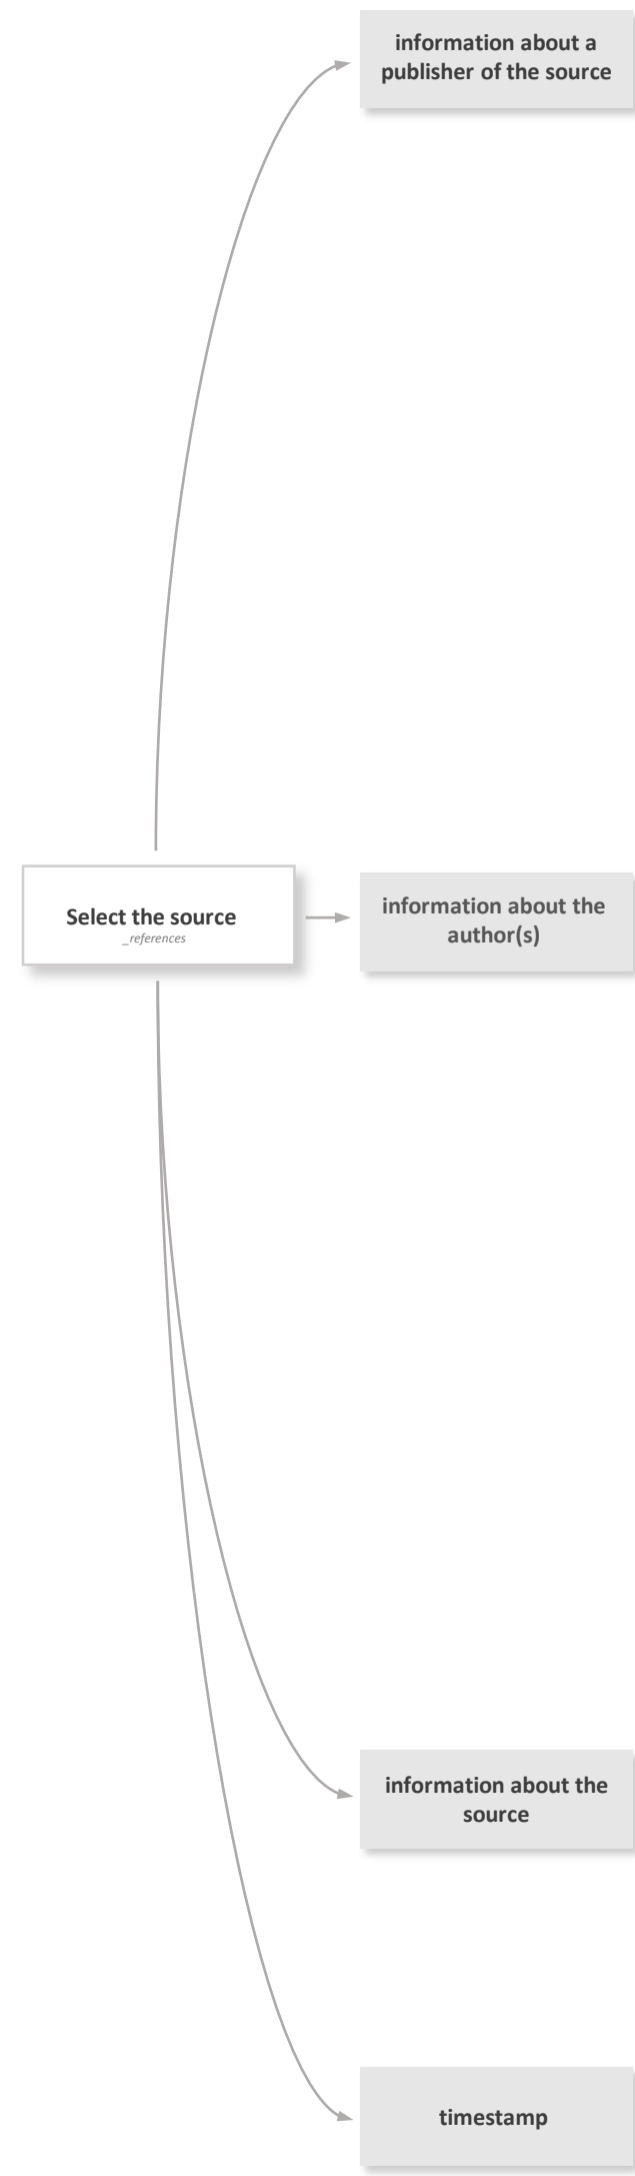 information about a
publisher of the source
Select the source
_references
information about the
author(s)
information about the
source
timestamp